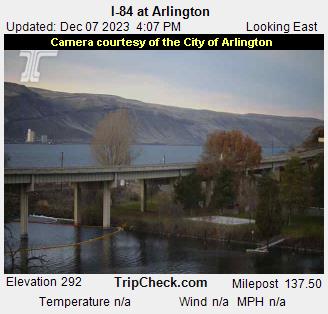 I-84 at Arlington
Updated: Dec 07 2023 4:07 PM Looking East
Camera courtesy of the City of Arlington
Elevation 292 TripCheck.com Milepost 137.50
Temperature n/a Wind n/a MPH n/a